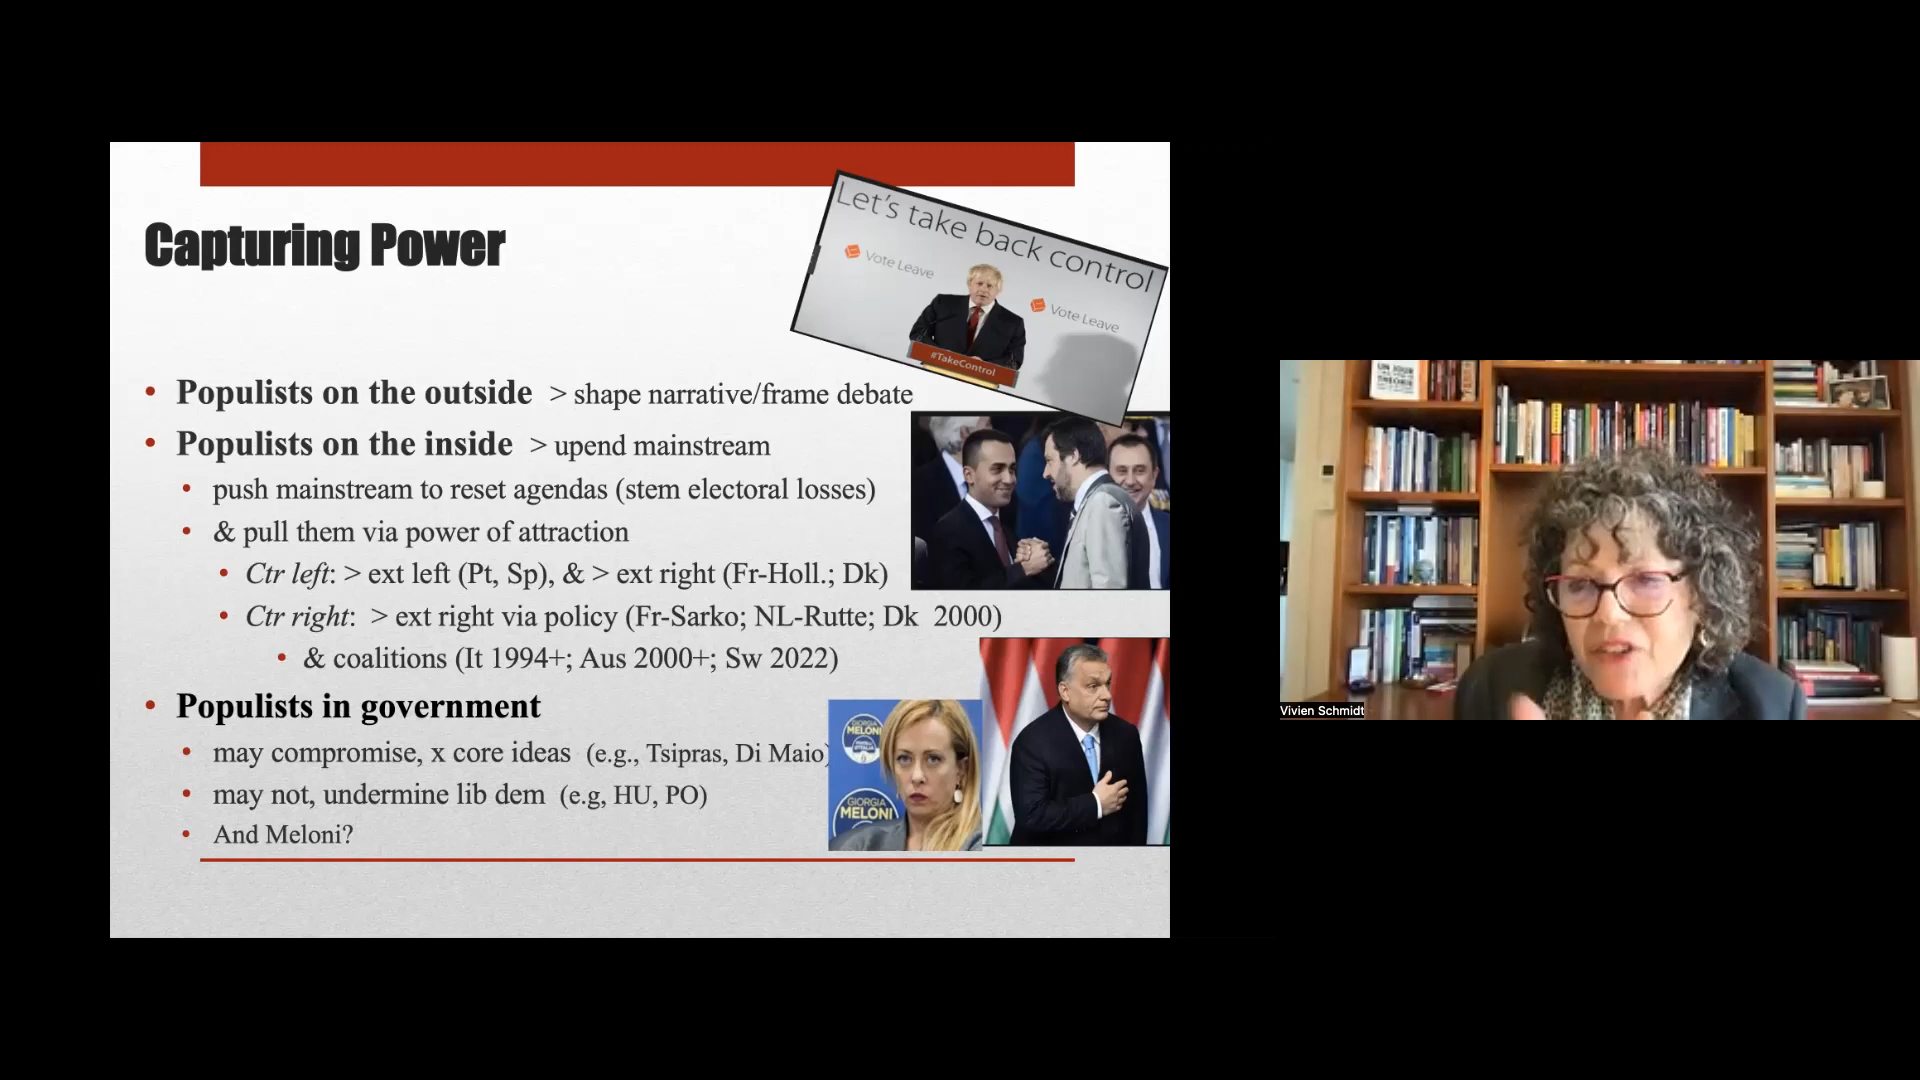 Capturing Power
Let's take back control
Vote Leave
Vote Leave
#TakeControl
• Populists on the outside > shape narrative/frame debate
• Populists on the inside > upend mainstream
• push mainstream to reset agendas (stem electoral losses)
• & pull them via power of attraction
• Ctr left: > ext left (Pt, Sp), & > ext right (Fr-Holl.; Dk)
• Ctr right: > ext right via policy (Fr-Sarko; NL-Rutte; Dk 2000)
• & coalitions (It 1994+; Aus 2000+; Sw 2022)
• Populists in government
• may compromise, x core ideas (e.g., Tsipras, Di Maio)
• may not, undermine lib dem (e.g, HU, PO)
• And Meloni?
GIORGIA
MELONI
GIORGIA
MELONI
Vivien Schmidt